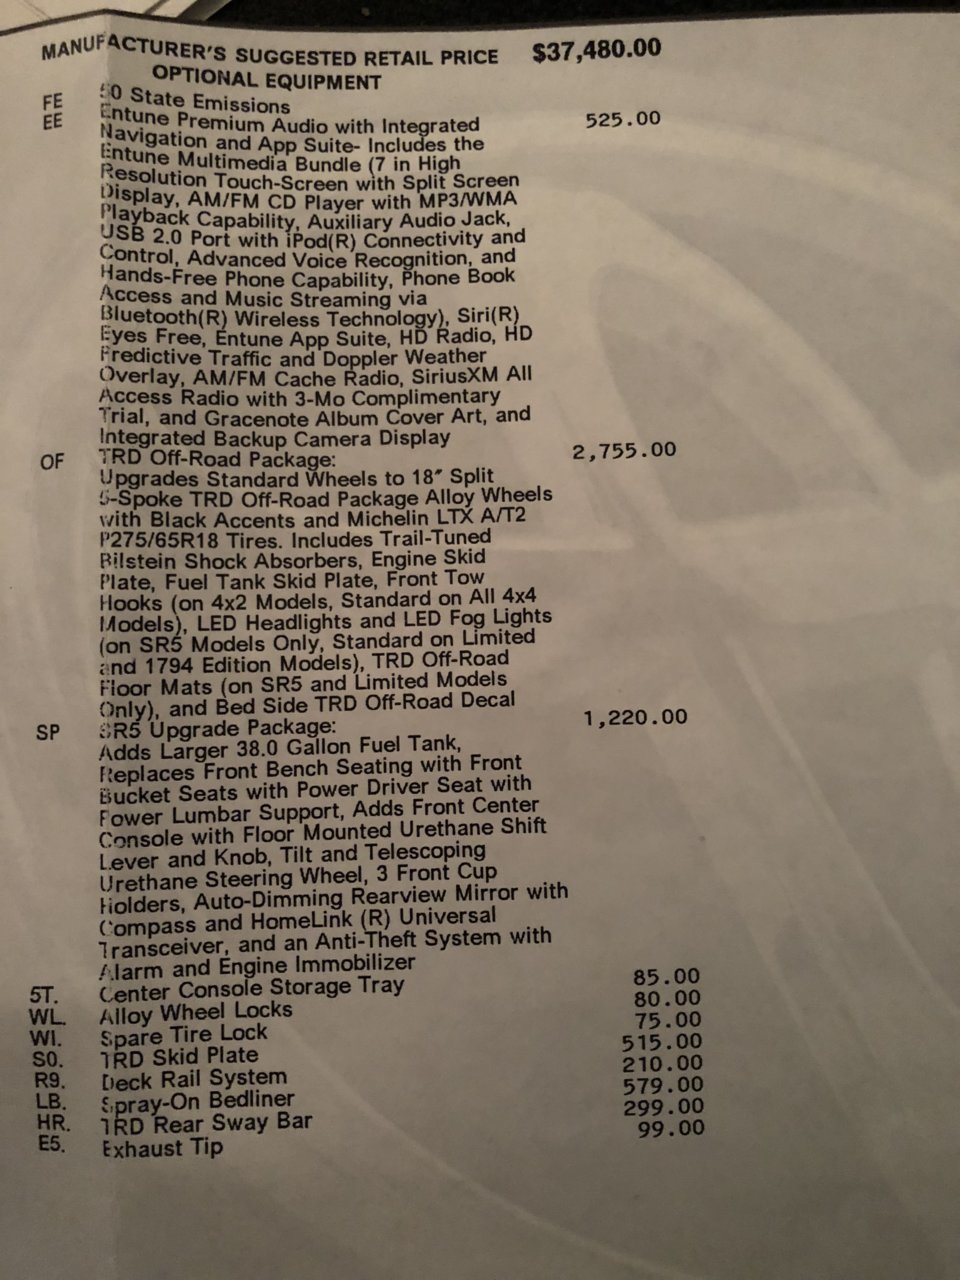 MANUFACTURER'S SUGGESTED RETAIL PRICE $37,480.00
OPTIONAL EQUIPMENT
FE 50 State Emissions
EE Entune Premium Audio with Integrated 525.00
Navigation and App Suite- Includes the
Entune Multimedia Bundle (7 in High
Resolution Touch-Screen with Split Screen
Display, AM/FM CD Player with MP3/WMA
Playback Capability, Auxiliary Audio Jack,
USB 2.0 Port with iPod(R) Connectivity and
Control, Advanced Voice Recognition, and
Hands-Free Phone Capability, Phone Book
Access and Music Streaming via
Bluetooth(R) Wireless Technology), Siri(R)
Eyes Free, Entune App Suite, HD Radio, HD
Predictive Traffic and Doppler Weather
Overlay, AM/FM Cache Radio, SiriusXM All
Access Radio with 3-Mo Complimentary
Trial, and Gracenote Album Cover Art, and
Integrated Backup Camera Display
OF TRD Off-Road Package: 2,755.00
Upgrades Standard Wheels to 18″ Split
5-Spoke TRD Off-Road Package Alloy Wheels
with Black Accents and Michelin LTX A/T2
P275/65R18 Tires. Includes Trail-Tuned
Bilstein Shock Absorbers, Engine Skid
Plate, Fuel Tank Skid Plate, Front Tow
Hooks (on 4x2 Models, Standard on All 4x4
Models), LED Headlights and LED Fog Lights
(on SR5 Models Only, Standard on Limited
and 1794 Edition Models), TRD Off-Road
Floor Mats (on SR5 and Limited Models
Only), and Bed Side TRD Off-Road Decal
SP SR5 Upgrade Package: 1,220.00
Adds Larger 38.0 Gallon Fuel Tank,
Replaces Front Bench Seating with Front
Bucket Seats with Power Driver Seat with
Power Lumbar Support, Adds Front Center
Console with Floor Mounted Urethane Shift
Lever and Knob, Tilt and Telescoping
Urethane Steering Wheel, 3 Front Cup
Holders, Auto-Dimming Rearview Mirror with
Compass and HomeLink (R) Universal
Transceiver, and an Anti-Theft System with
Alarm and Engine Immobilizer
5T. Center Console Storage Tray 85.00
WL. Alloy Wheel Locks 80.00
WI. Spare Tire Lock 75.00
S0. TRD Skid Plate 515.00
R9. Deck Rail System 210.00
LB. Spray-On Bedliner 579.00
HR. TRD Rear Sway Bar 299.00
E5. Exhaust Tip 99.00